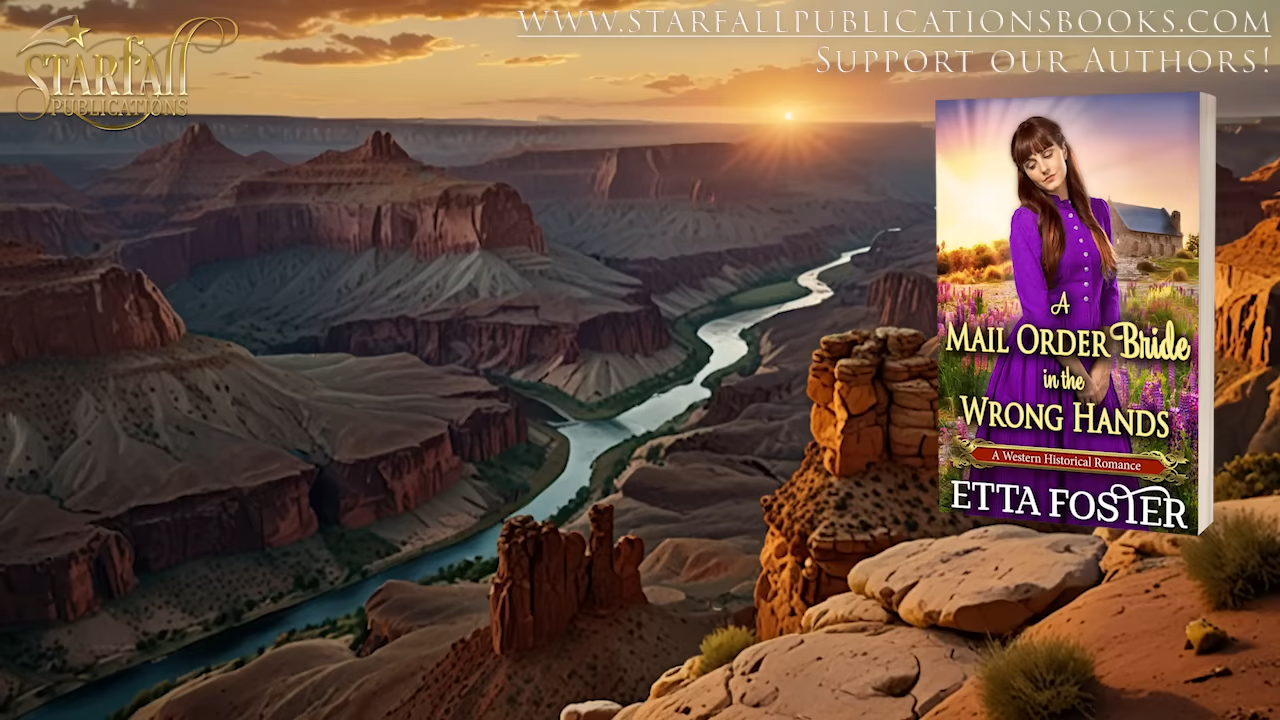 STARfall
PUBLICATIONS
WWW.STARFALLPUBLICATIONSBOOKS.COM
SUPPORT OUR AUTHORS!
A
MAIL ORDER Bride
in the
WRONG HANDS
A Western Historical Romance
ETTA FOSTER